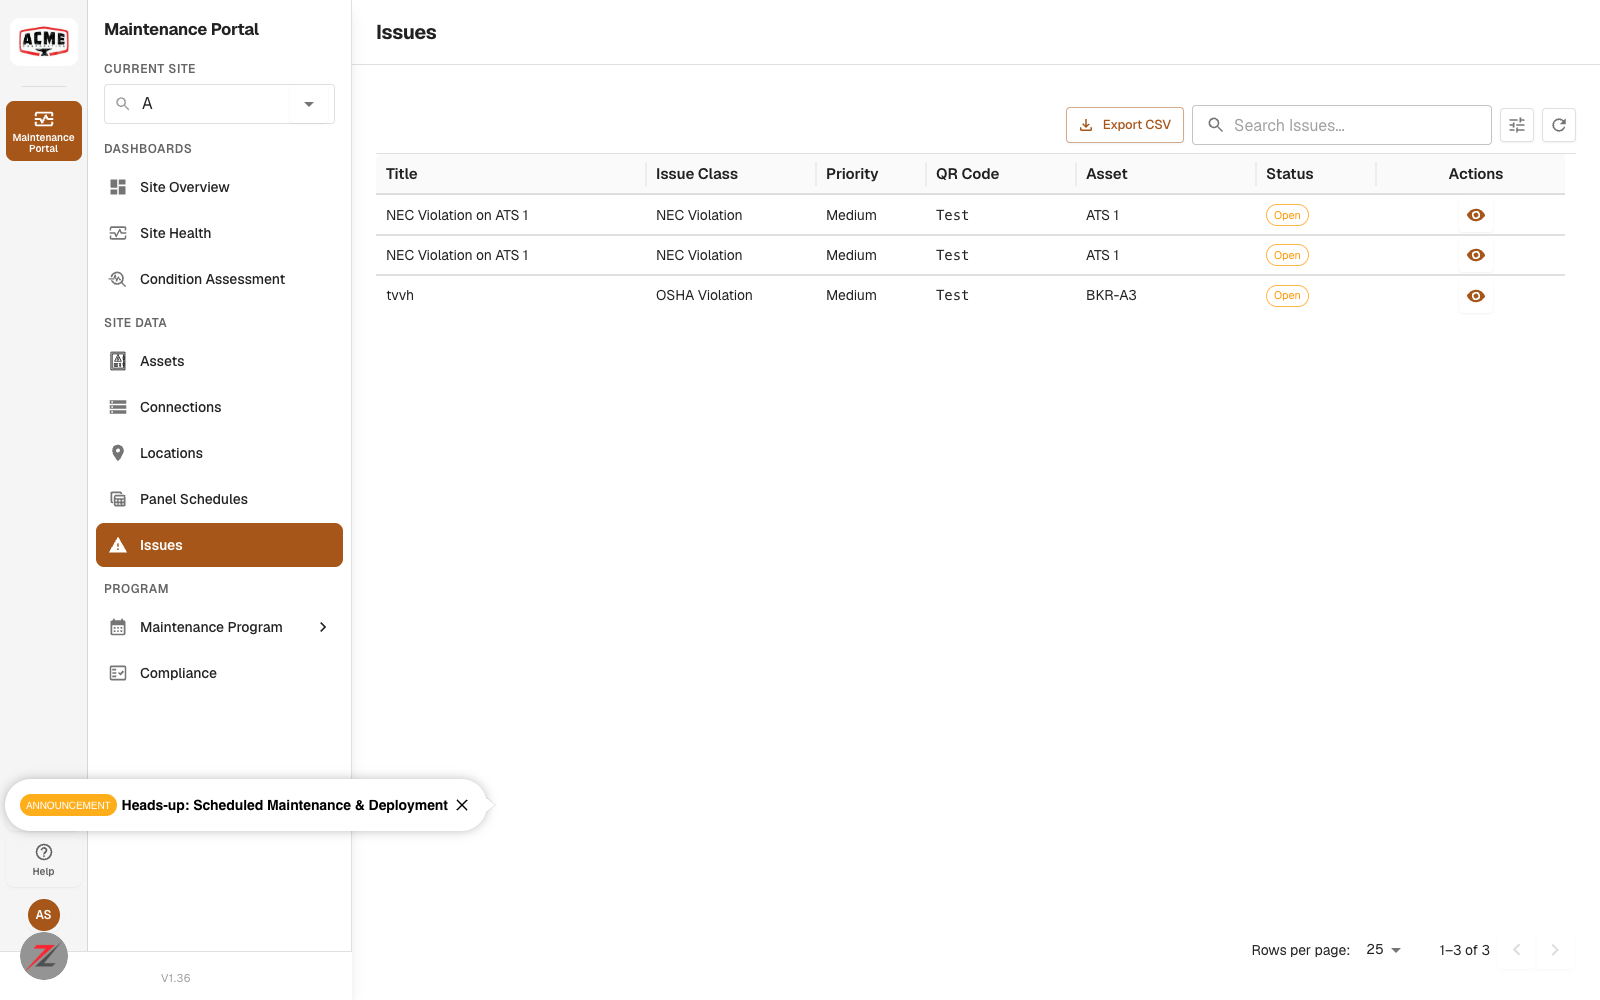 ACME
Maintenance
Portal
Help
AS
Maintenance Portal
CURRENT SITE
A
DASHBOARDS
Site Overview
Site Health
Condition Assessment
SITE DATA
Assets
Connections
Locations
Panel Schedules
Issues
PROGRAM
Maintenance Program
Compliance
ANNOUNCEMENT Heads-up: Scheduled Maintenance & Deployment
V1.36
Issues
Export CSV
Search Issues...
Title Issue Class Priority QR Code Asset Status Actions
NEC Violation on ATS 1 NEC Violation Medium Test ATS 1 Open
NEC Violation on ATS 1 NEC Violation Medium Test ATS 1 Open
tvvh OSHA Violation Medium Test BKR-A3 Open
Rows per page: 25 1–3 of 3